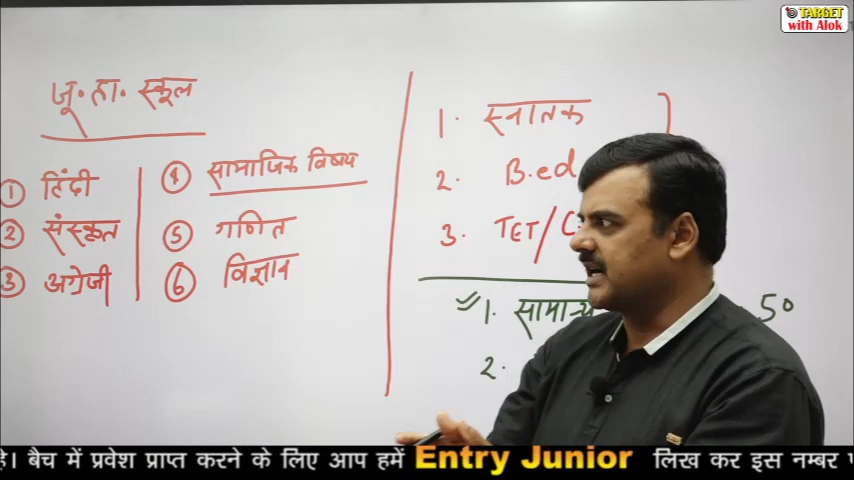 TARGET
with Alok
जू. हा. स्कूल
1 हिंदी
2 संस्कृत
3 अग्रेजी
4 सामाजिक विषय
5 गणित
6 विज्ञान
1. स्नातक
2. B.ed
3. TET/C
1. सामान्य 50
2.
है। बैच में प्रवेश प्राप्त करने के लिए आप हमें Entry Junior लिख कर इस नम्बर